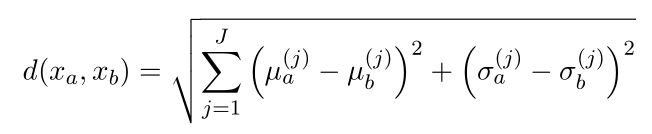 d(x_a, x_b) = \sqrt{\sum_{j=1}^{J} \left( \mu_a^{(j)} - \mu_b^{(j)} \right)^2 + \left( \sigma_a^{(j)} - \sigma_b^{(j)} \right)^2}